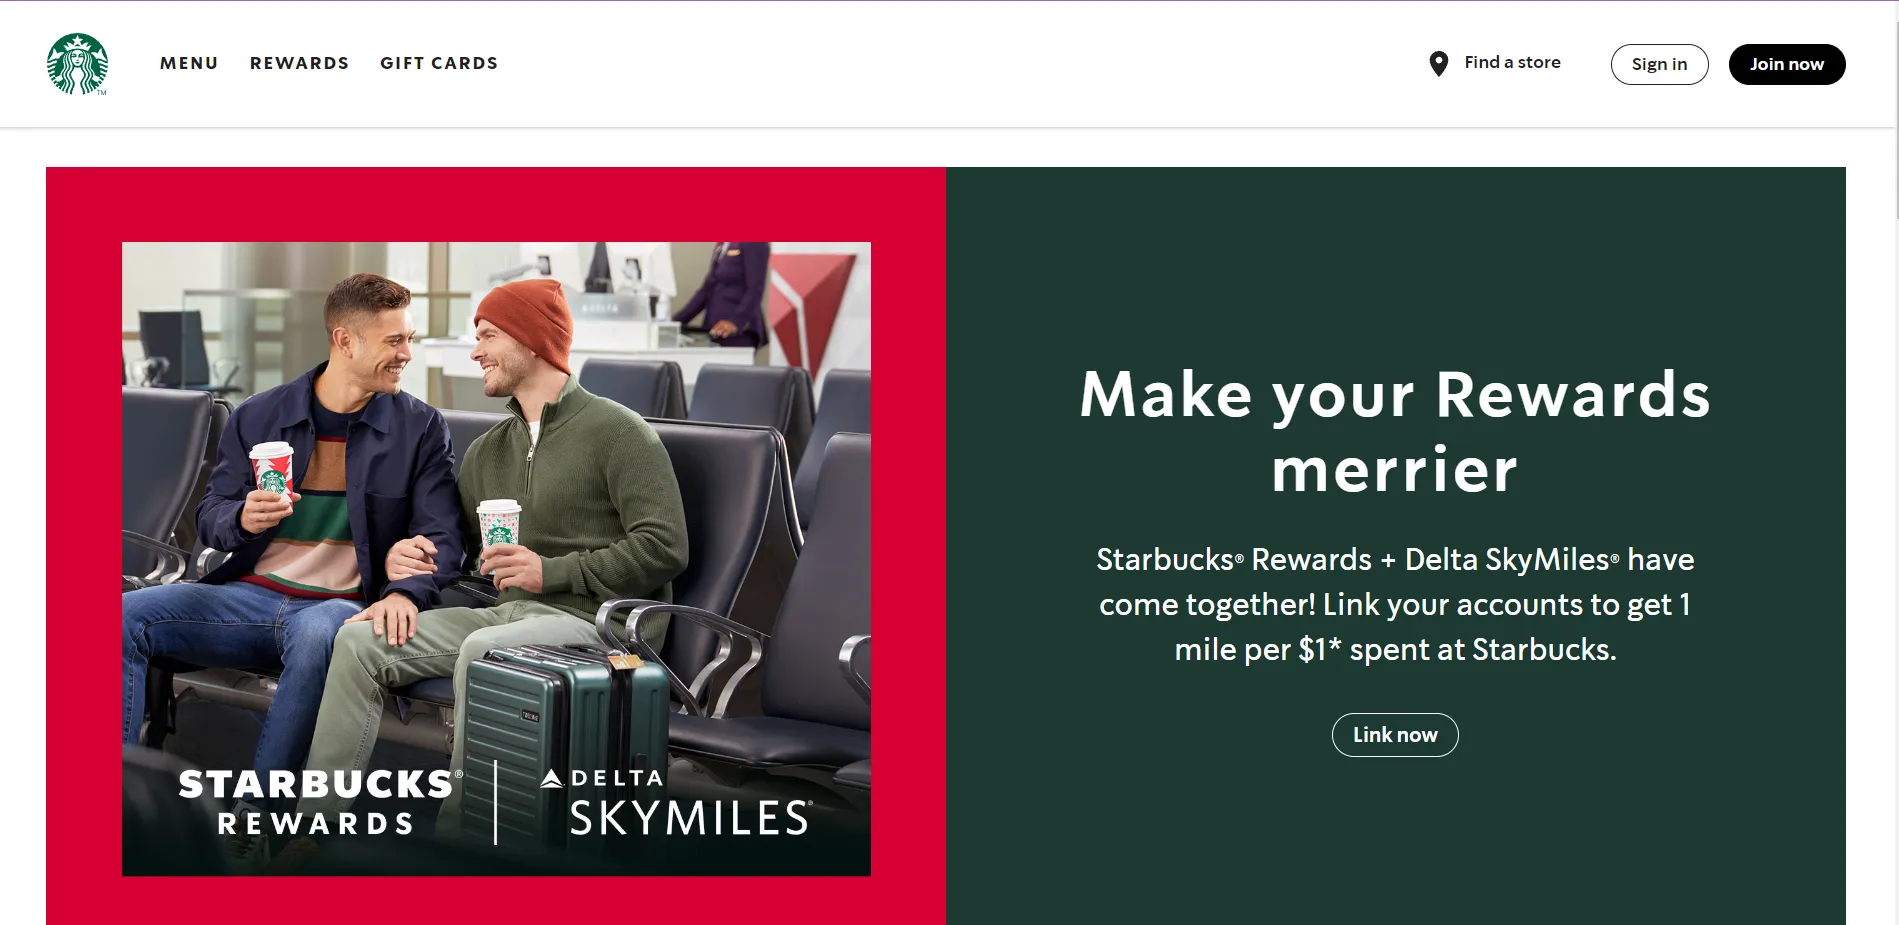 MENU REWARDS GIFT CARDS Find a store Sign in Join now
TM
Make your Rewards
merrier
Starbucks® Rewards + Delta SkyMiles® have
come together! Link your accounts to get 1
mile per $1* spent at Starbucks.
Link now
DELTA
STARBUCKS® | DELTA
REWARDS | SKYMILES®